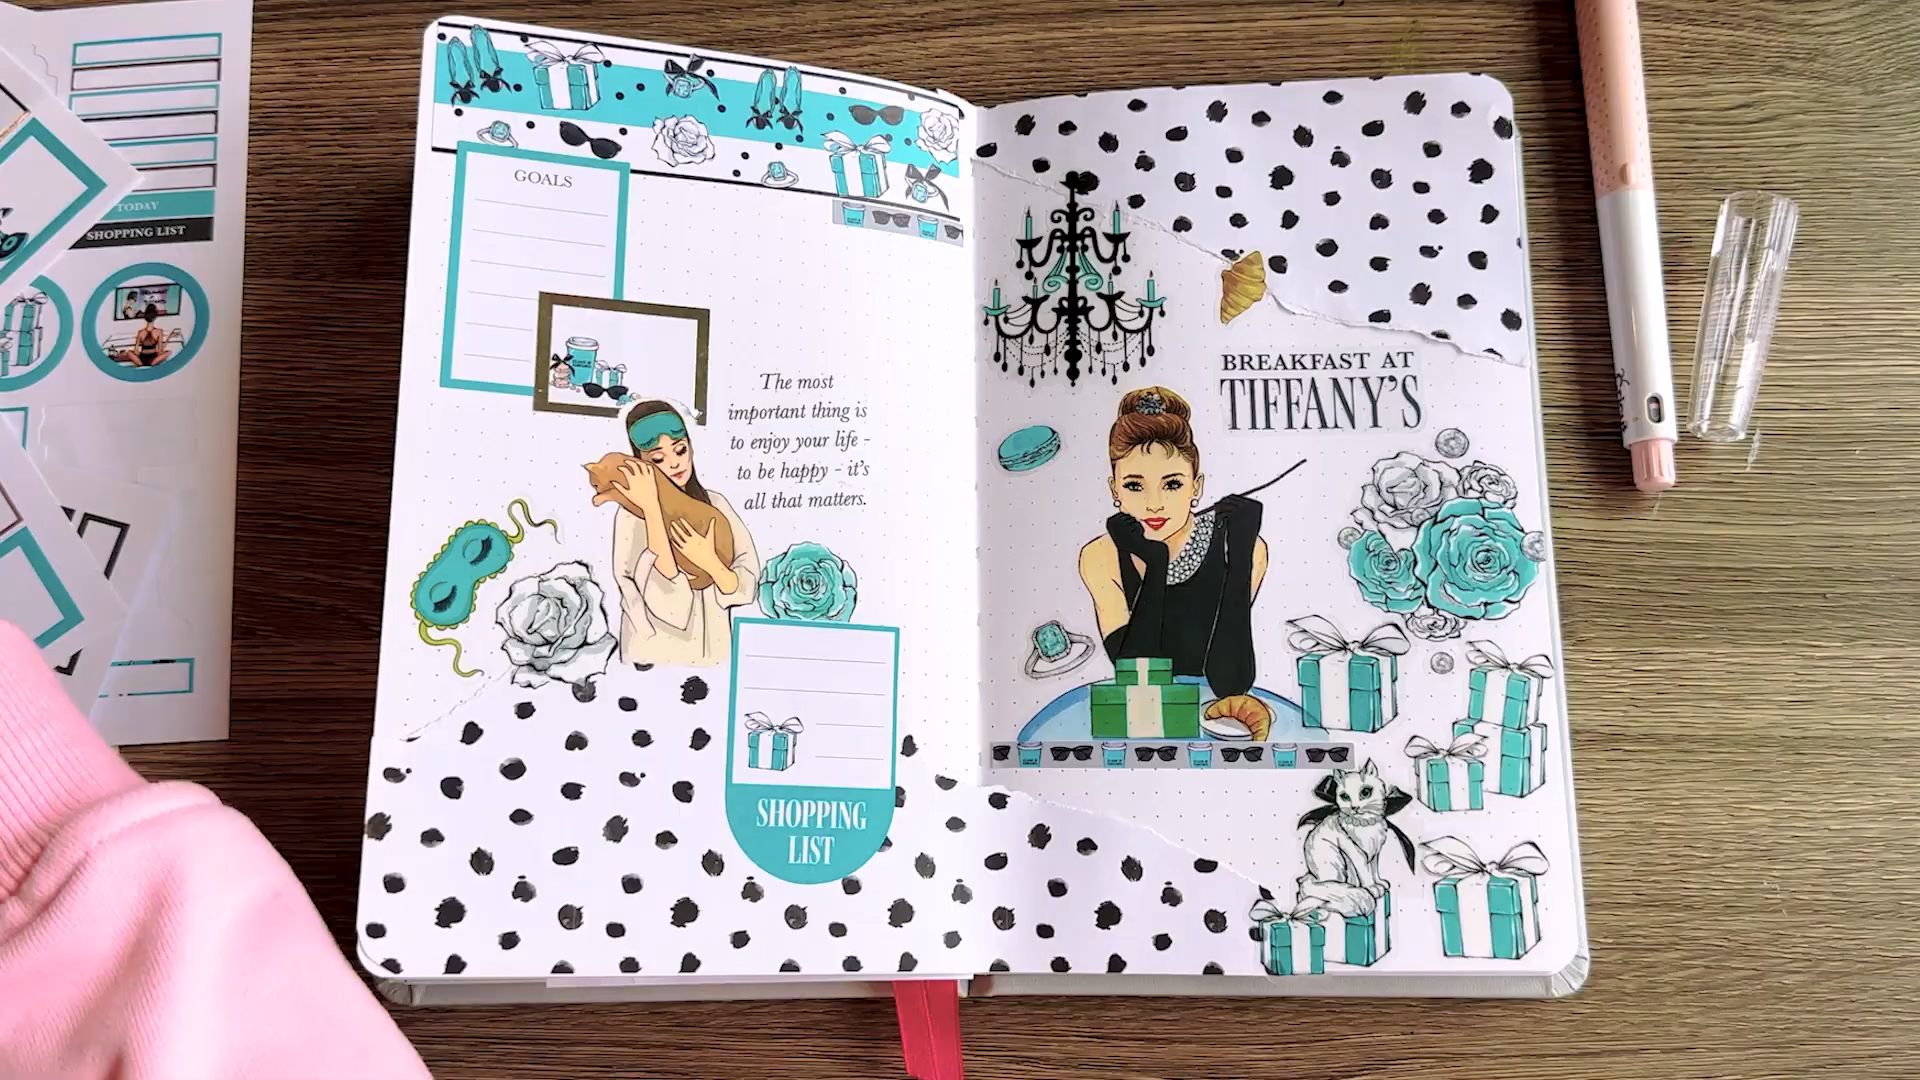 TODAY
SHOPPING LIST
GOALS
The most
important thing is
to enjoy your life -
to be happy - it's
all that matters.
SHOPPING
LIST
BREAKFAST AT
TIFFANY'S